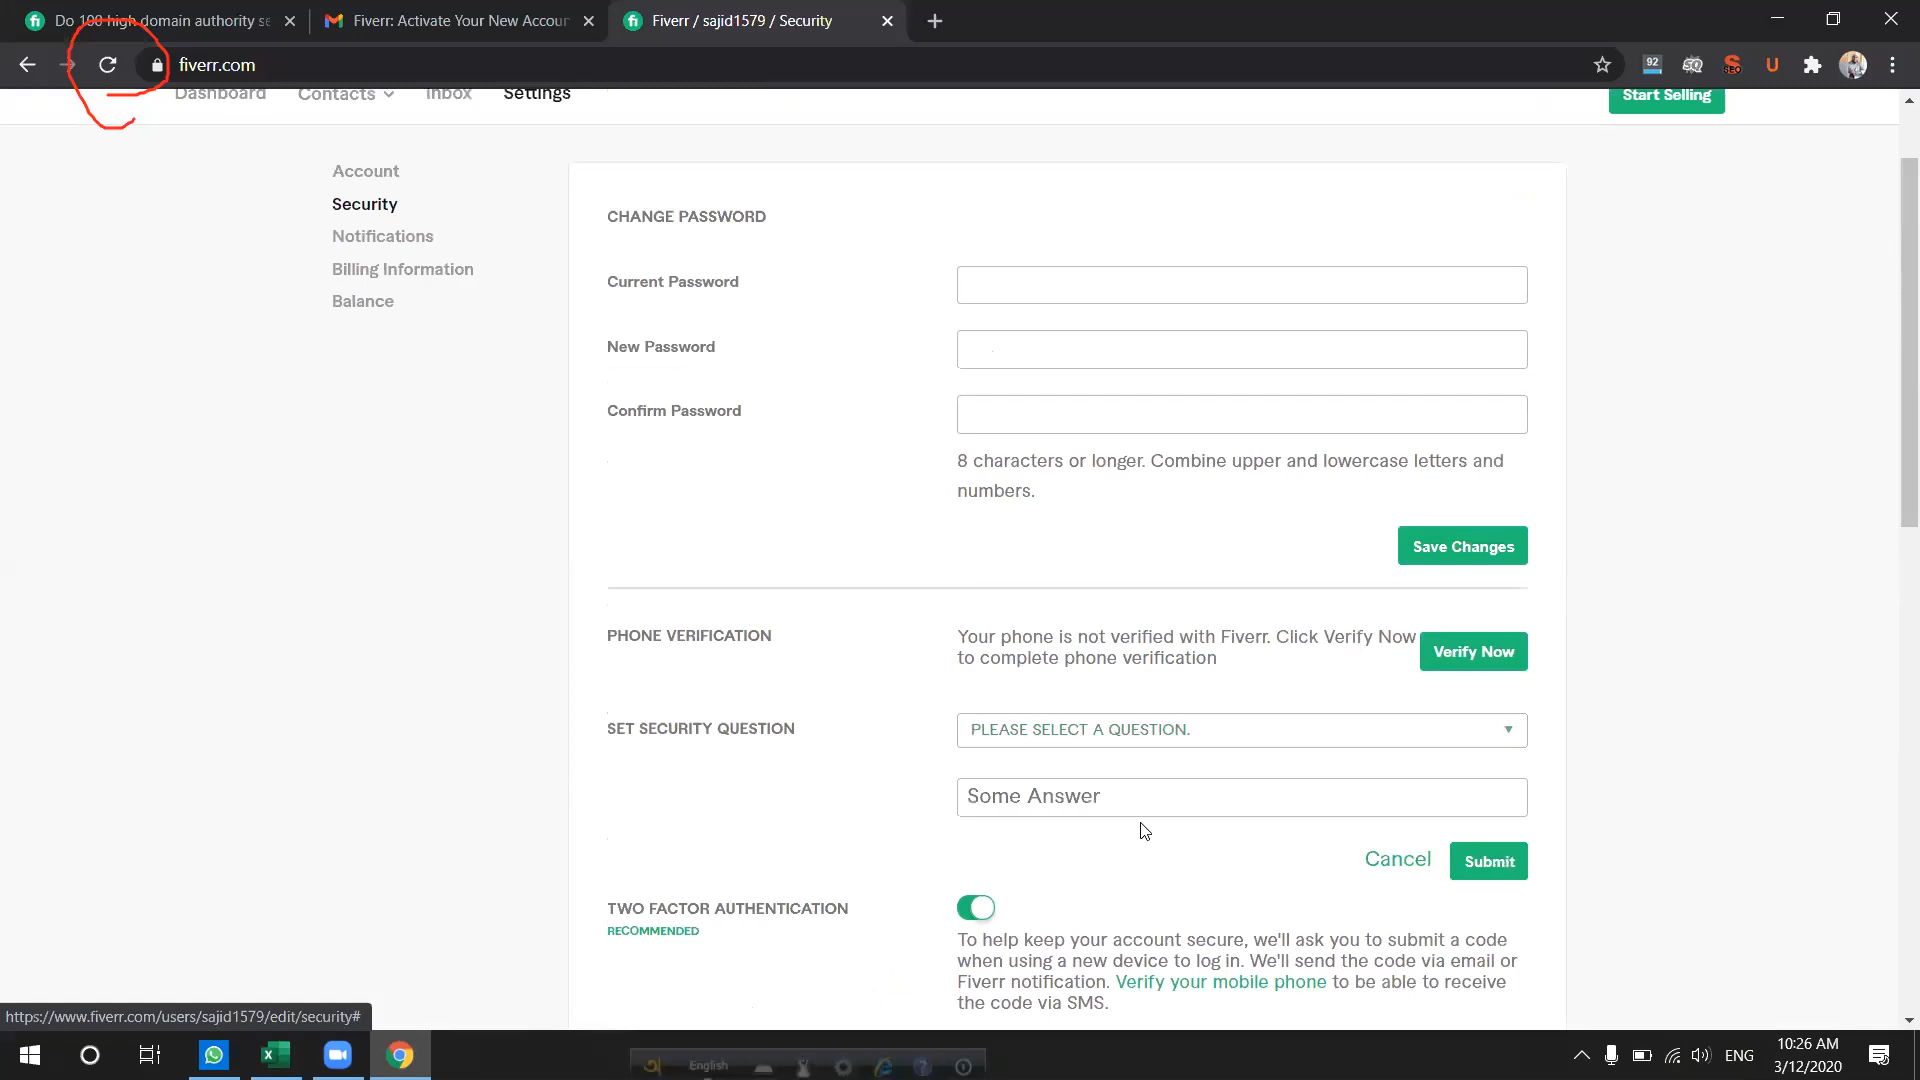 Do 100 high domain authority se
Fiverr: Activate Your New Accoun
Fiverr / sajid1579 / Security
fiverr.com
92
SEO
U
Dashboard
Contacts
Inbox
Settings
Start Selling
Account
Security
Notifications
Billing Information
Balance
CHANGE PASSWORD
Current Password
New Password
Confirm Password
8 characters or longer. Combine upper and lowercase letters and
numbers.
Save Changes
PHONE VERIFICATION
Your phone is not verified with Fiverr. Click Verify Now
to complete phone verification
Verify Now
SET SECURITY QUESTION
PLEASE SELECT A QUESTION.
Some Answer
Cancel
Submit
TWO FACTOR AUTHENTICATION
RECOMMENDED
To help keep your account secure, we'll ask you to submit a code
when using a new device to log in. We'll send the code via email or
Fiverr notification. Verify your mobile phone to be able to receive
the code via SMS.
https://www.fiverr.com/users/sajid1579/edit/security#
English
ENG
10:26 AM
3/12/2020